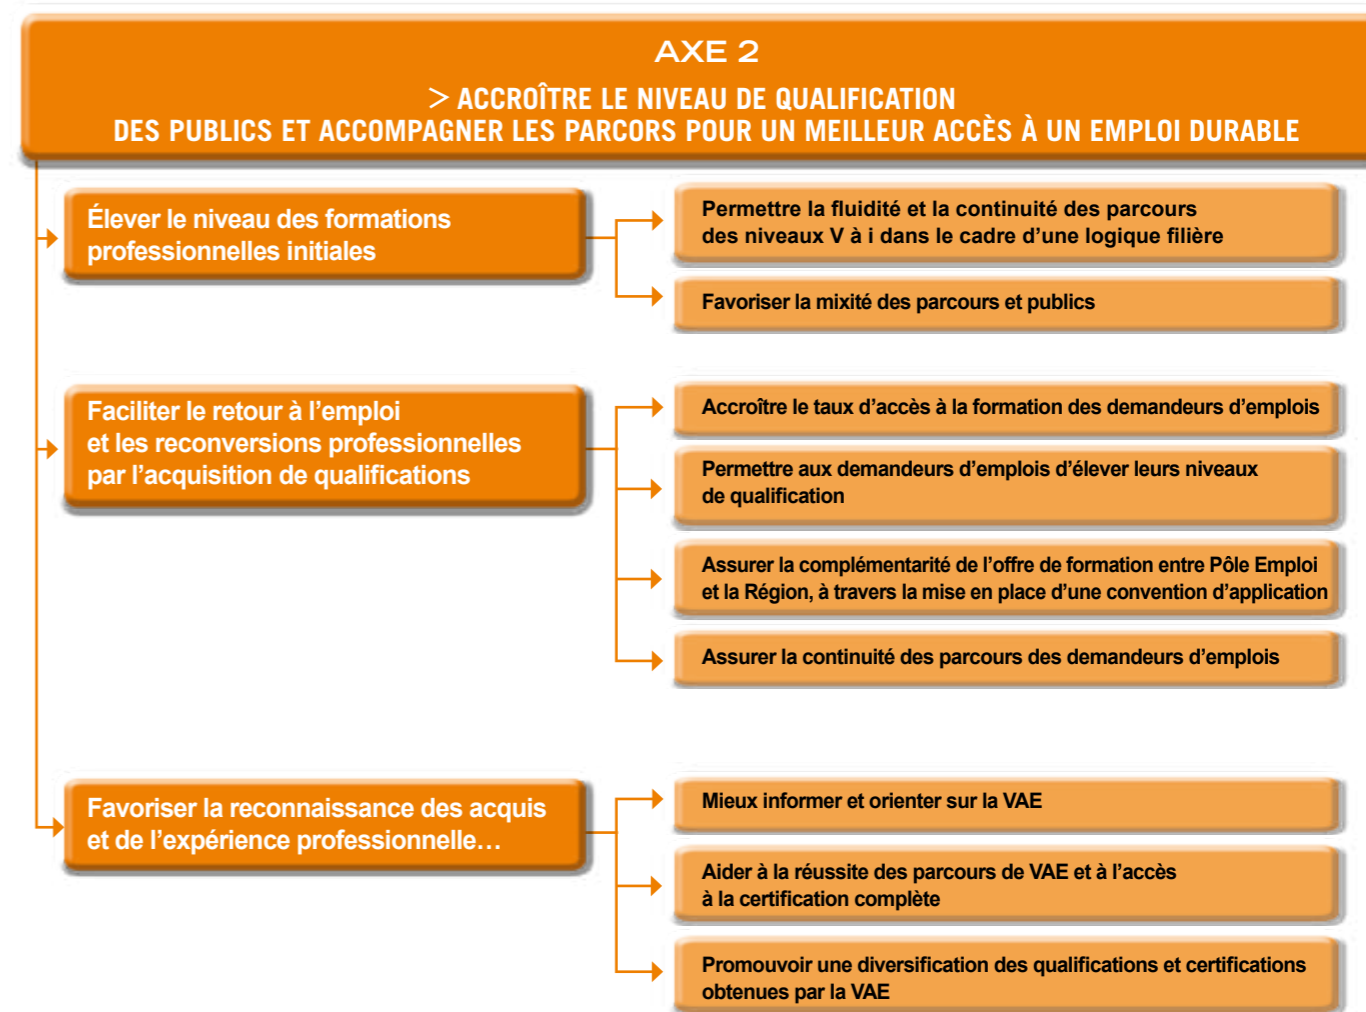 AXE 2
> ACCROÎTRE LE NIVEAU DE QUALIFICATION
DES PUBLICS ET ACCOMPAGNER LES PARCORS POUR UN MEILLEUR ACCÈS À UN EMPLOI DURABLE
Élever le niveau des formations
professionnelles initiales
Permettre la fluidité et la continuité des parcours
des niveaux V à i dans le cadre d’une logique filière
Favoriser la mixité des parcours et publics
Faciliter le retour à l’emploi
et les reconversions professionnelles
par l’acquisition de qualifications
Accroître le taux d’accès à la formation des demandeurs d’emplois
Permettre aux demandeurs d’emplois d’élever leurs niveaux
de qualification
Assurer la complémentarité de l’offre de formation entre Pôle Emploi
et la Région, à travers la mise en place d’une convention d’application
Assurer la continuité des parcours des demandeurs d’emplois
Favoriser la reconnaissance des acquis
et de l’expérience professionnelle…
Mieux informer et orienter sur la VAE
Aider à la réussite des parcours de VAE et à l’accès
à la certification complète
Promouvoir une diversification des qualifications et certifications
obtenues par la VAE